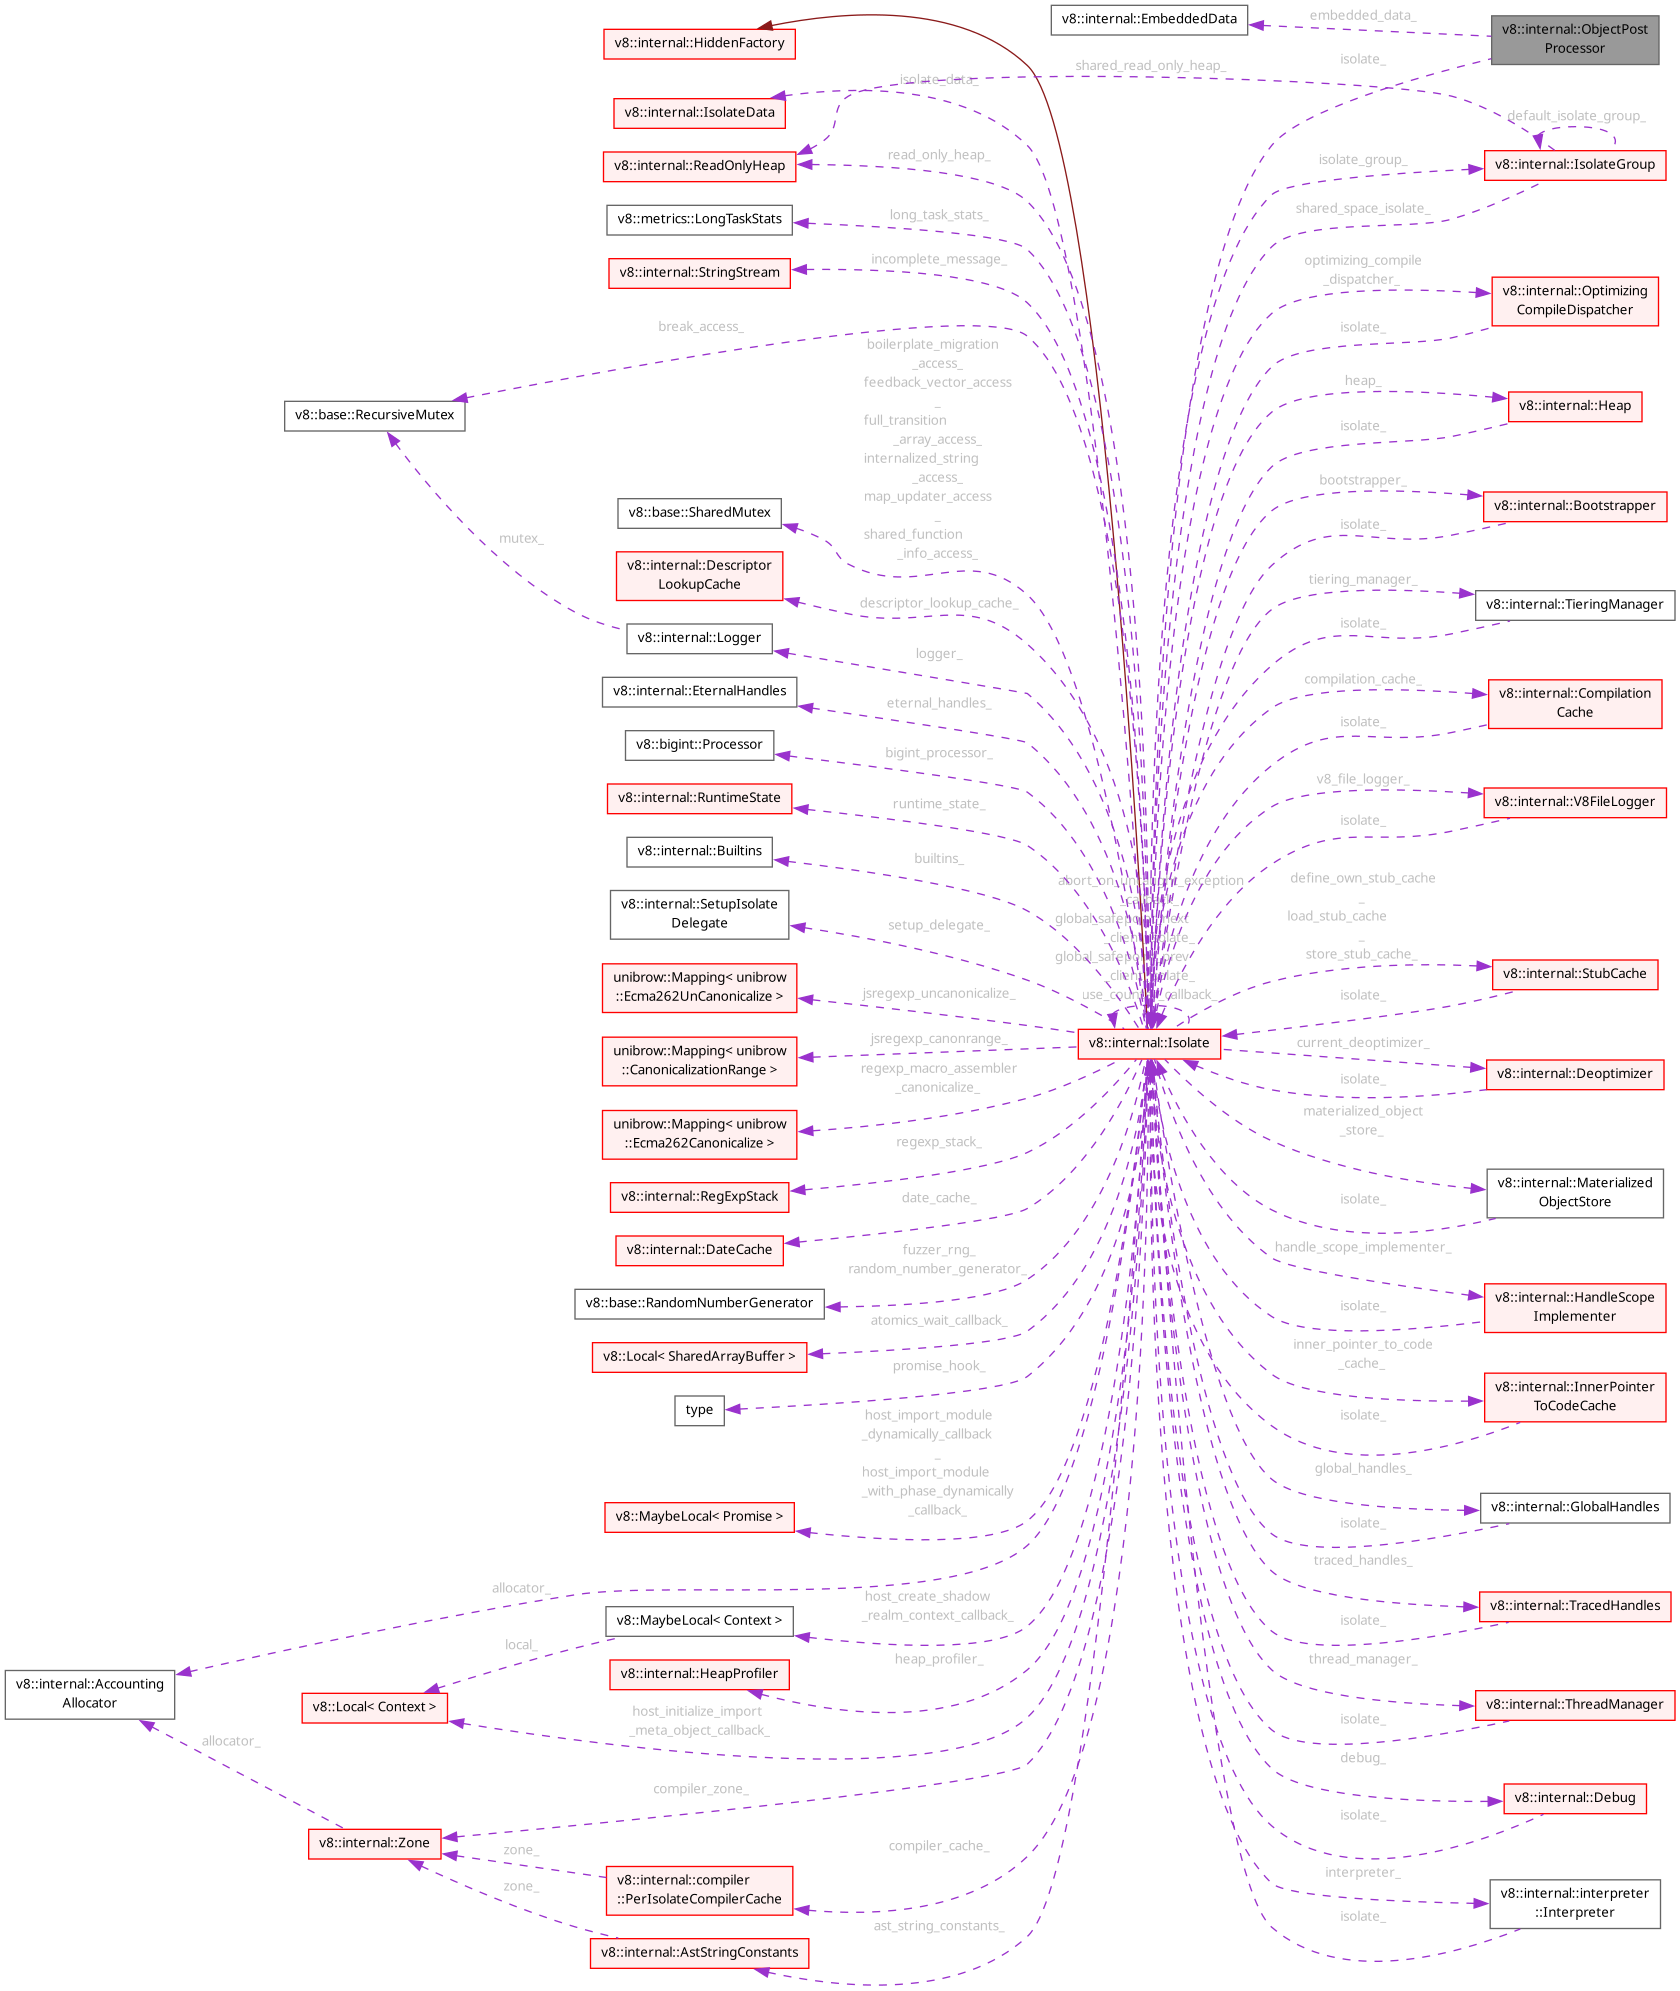 v8::internal::EmbeddedData
embedded_data_
v8::internal::ObjectPost
Processor
v8::internal::HiddenFactory
isolate_
shared_read_only_heap_
isolate_data_
v8::internal::IsolateData
default_isolate_group_
v8::internal::ReadOnlyHeap
read_only_heap_
isolate_group_
v8::internal::IsolateGroup
v8::metrics::LongTaskStats
long_task_stats_
shared_space_isolate_
v8::internal::StringStream
incomplete_message_
optimizing_compile
_dispatcher_
v8::internal::Optimizing
CompileDispatcher
break_access_
isolate_
v8::base::RecursiveMutex
boilerplate_migration
_access_
feedback_vector_access
_
full_transition
_array_access_
internalized_string
_access_
map_updater_access
_
shared_function
_info_access_
heap_
v8::internal::Heap
isolate_
bootstrapper_
v8::internal::Bootstrapper
isolate_
v8::base::SharedMutex
mutex_
v8::internal::Descriptor
LookupCache
descriptor_lookup_cache_
tiering_manager_
v8::internal::TieringManager
isolate_
v8::internal::Logger
logger_
v8::internal::EternalHandles
eternal_handles_
compilation_cache_
v8::internal::Compilation
Cache
isolate_
v8::bigint::Processor
bigint_processor_
v8::internal::RuntimeState
runtime_state_
v8_file_logger_
v8::internal::V8FileLogger
isolate_
v8::internal::Builtins
builtins_
v8::internal::SetupIsolate
Delegate
setup_delegate_
use_counter_callback_
define_own_stub_cache
_
load_stub_cache
_
store_stub_cache_
v8::internal::StubCache
isolate_
unibrow::Mapping< unibrow
::Ecma262UnCanonicalize >
jsregexp_uncanonicalize_
v8::internal::Isolate
unibrow::Mapping< unibrow
::CanonicalizationRange >
jsregexp_canonrange_
current_deoptimizer_
v8::internal::Deoptimizer
isolate_
unibrow::Mapping< unibrow
::Ecma262Canonicalize >
regexp_macro_assembler
_canonicalize_
materialized_object
_store_
v8::internal::Materialized
ObjectStore
isolate_
v8::internal::RegExpStack
regexp_stack_
v8::internal::DateCache
date_cache_
handle_scope_implementer_
v8::internal::HandleScope
Implementer
isolate_
v8::base::RandomNumberGenerator
fuzzer_rng_
random_number_generator_
v8::Local< SharedArrayBuffer >
atomics_wait_callback_
inner_pointer_to_code
_cache_
v8::internal::InnerPointer
ToCodeCache
isolate_
type
promise_hook_
v8::MaybeLocal< Promise >
host_import_module
_dynamically_callback
_
host_import_module
_with_phase_dynamically
_callback_
global_handles_
v8::internal::GlobalHandles
isolate_
allocator_
v8::MaybeLocal< Context >
host_create_shadow
_realm_context_callback_
traced_handles_
v8::internal::TracedHandles
isolate_
local_
v8::internal::Accounting
Allocator
v8::Local< Context >
v8::internal::HeapProfiler
heap_profiler_
host_initialize_import
_meta_object_callback_
thread_manager_
v8::internal::ThreadManager
isolate_
allocator_
compiler_zone_
debug_
v8::internal::Debug
isolate_
v8::internal::Zone
zone_
zone_
v8::internal::compiler
::PerIsolateCompilerCache
compiler_cache_
interpreter_
v8::internal::interpreter
::Interpreter
isolate_
v8::internal::AstStringConstants
ast_string_constants_